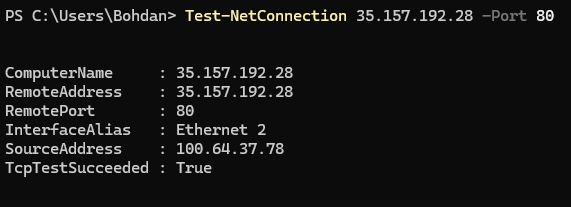 PS C:\Users\Bohdan> Test-NetConnection 35.157.192.28 -Port 80
ComputerName     : 35.157.192.28
RemoteAddress    : 35.157.192.28
RemotePort       : 80
InterfaceAlias   : Ethernet 2
SourceAddress    : 100.64.37.78
TcpTestSucceeded : True